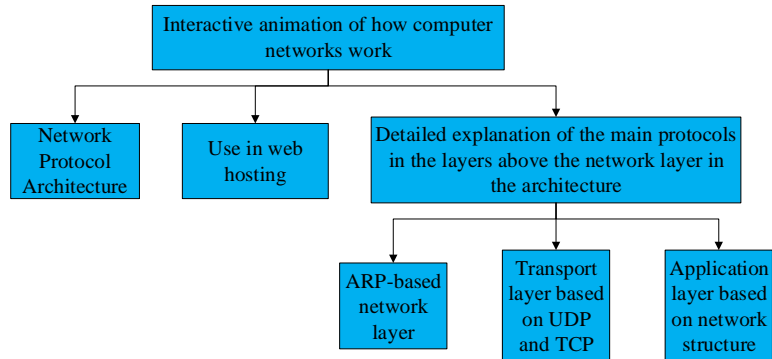 Interactive animation of how computer
networks work
Network
Protocol
Architecture
Use in web
hosting
Detailed explanation of the main protocols
in the layers above the network layer in
the architecture
ARP-based
network
layer
Transport
layer based
on UDP
and TCP
Application
layer based
on network
structure